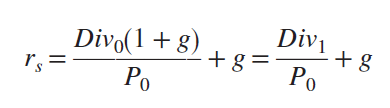 r_s = Div_0(1 + g) / P_0 + g = Div_1 / P_0 + g